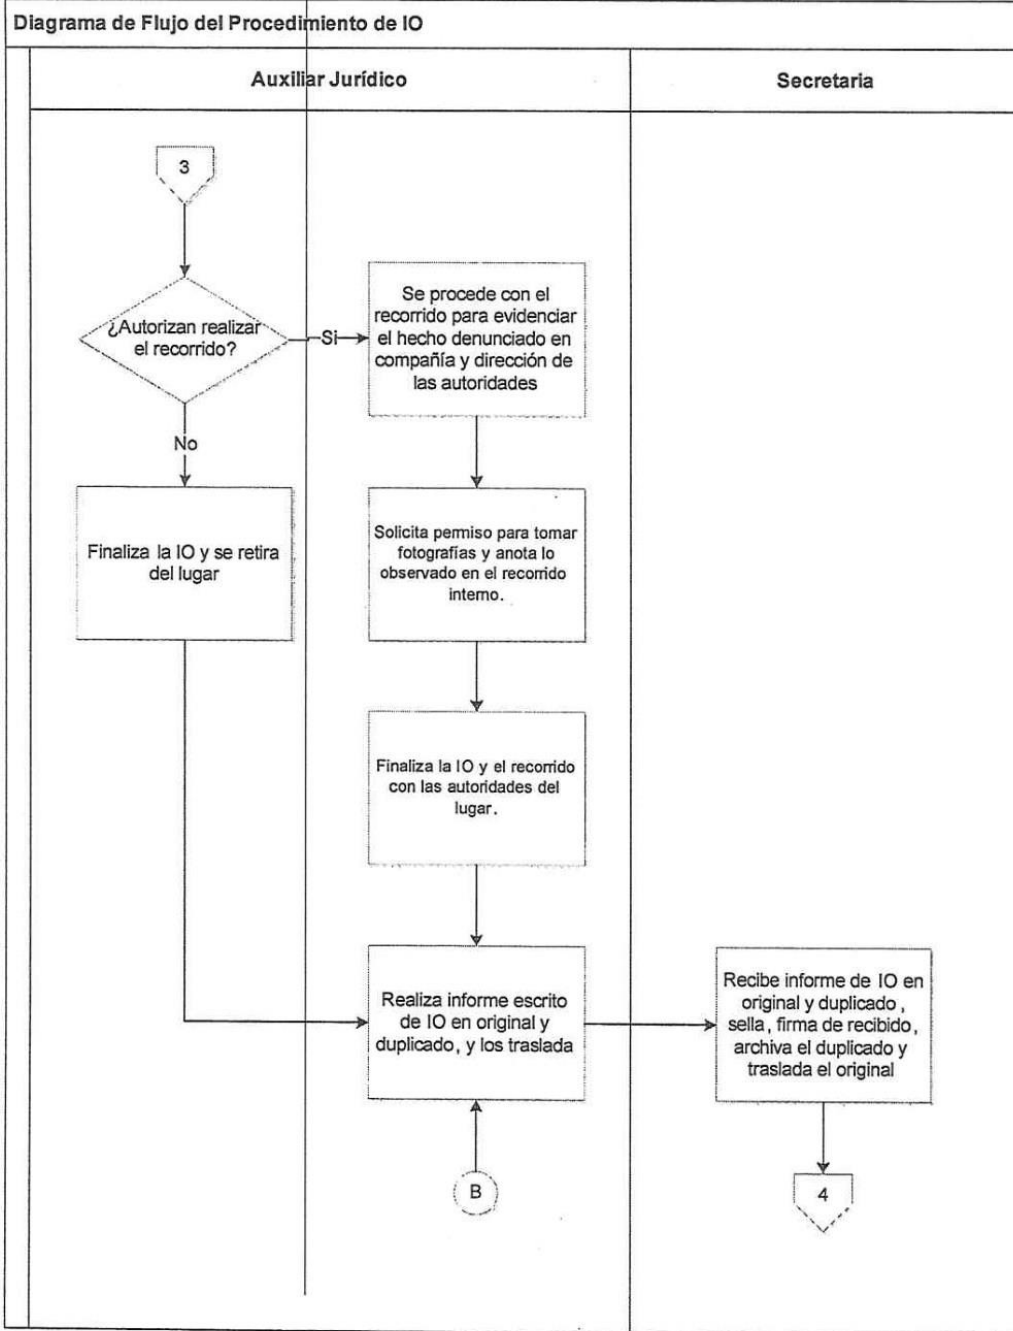 Diagrama de Flujo del Procedimiento de IO
Auxiliar Jurídico
Secretaria
3
¿Autorizan realizar
el recorrido?
Si
Se procede con el
recorrido para evidenciar
el hecho denunciado en
compañía y dirección de
las autoridades
No
Finaliza la IO y se retira
del lugar
Solicita permiso para tomar
fotografías y anota lo
observado en el recorrido
interno.
Finaliza la IO y el recorrido
con las autoridades del
lugar.
Realiza informe escrito
de IO en original y
duplicado, y los traslada
Recibe informe de IO en
original y duplicado ,
sella, firma de recibido,
archiva el duplicado y
traslada el original
B
4